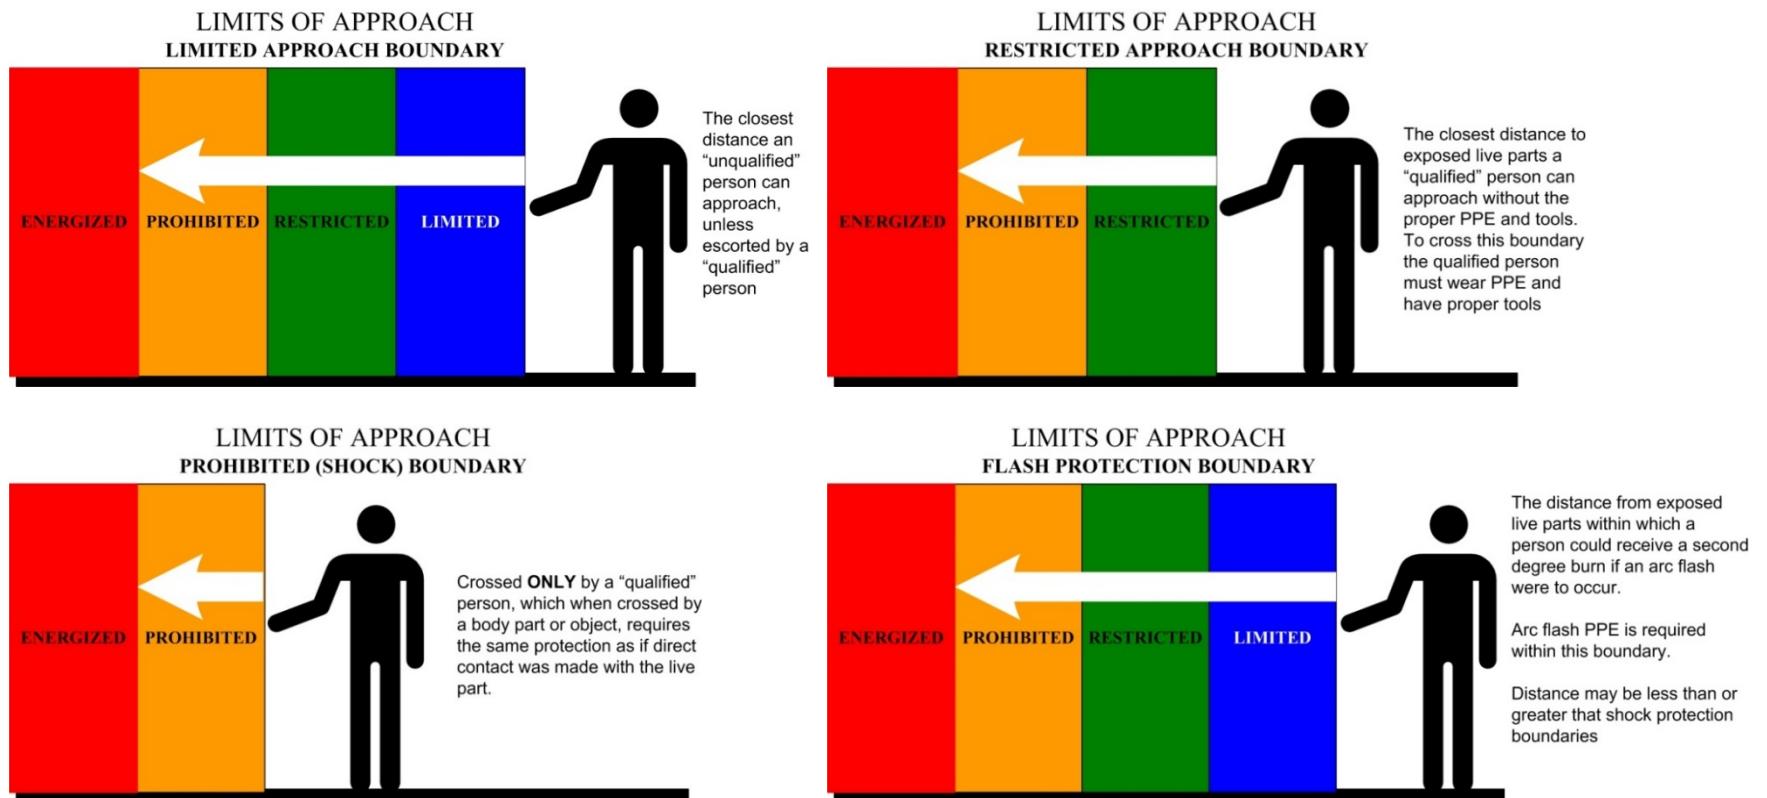 LIMITS OF APPROACH
LIMITED APPROACH BOUNDARY
ENERGIZED
PROHIBITED
RESTRICTED
LIMITED
The closest
distance an
“unqualified”
person can
approach,
unless
escorted by a
“qualified”
person
LIMITS OF APPROACH
RESTRICTED APPROACH BOUNDARY
ENERGIZED
PROHIBITED
RESTRICTED
The closest distance to
exposed live parts a
“qualified” person can
approach without the
proper PPE and tools.
To cross this boundary
the qualified person
must wear PPE and
have proper tools
LIMITS OF APPROACH
PROHIBITED (SHOCK) BOUNDARY
ENERGIZED
PROHIBITED
Crossed ONLY by a “qualified”
person, which when crossed by
a body part or object, requires
the same protection as if direct
contact was made with the live
part.
LIMITS OF APPROACH
FLASH PROTECTION BOUNDARY
ENERGIZED
PROHIBITED
RESTRICTED
LIMITED
The distance from exposed
live parts within which a
person could receive a second
degree burn if an arc flash
were to occur.
Arc flash PPE is required
within this boundary.
Distance may be less than or
greater that shock protection
boundaries